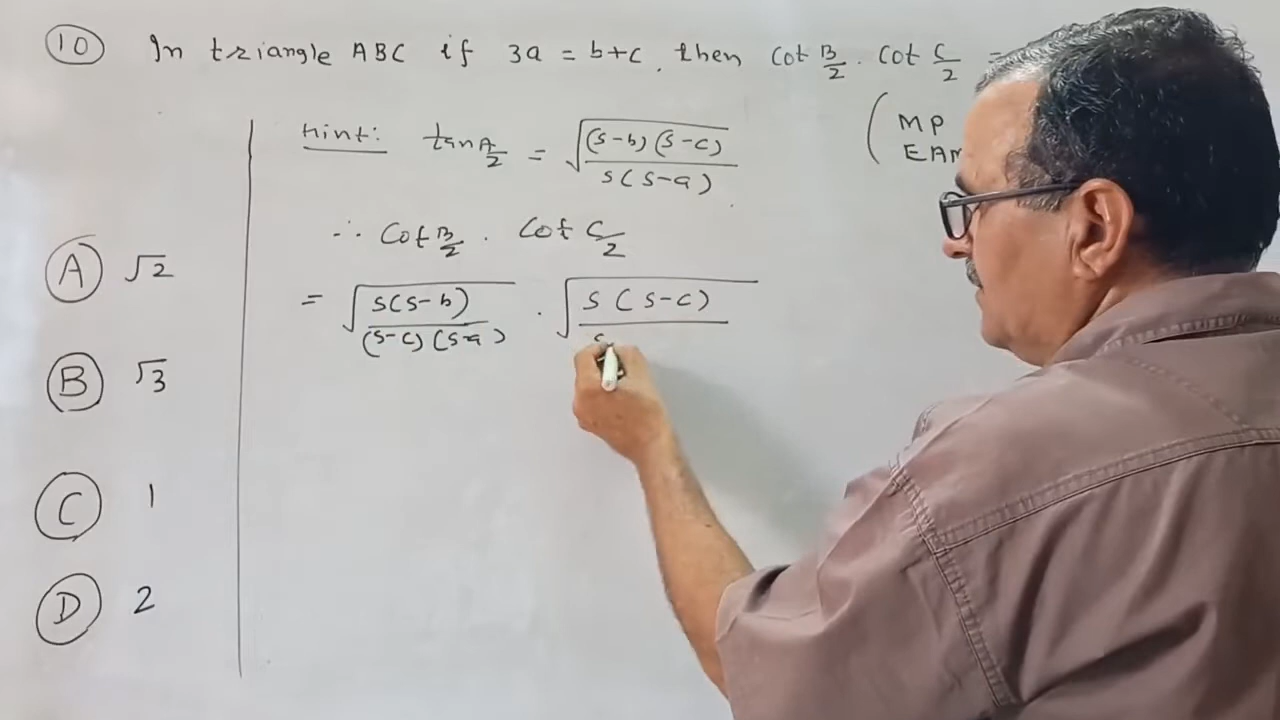 10 In triangle ABC if 3a = b+c, then cot B/2 . cot C/2 =
(MP
Hint: tan A/2 = √((s-b)(s-c)/s(s-a))
∴ Cot B/2 . Cot C/2
A √2
= √(s(s-b)/(s-c)(s-a)) . √(s(s-c)/
B √3
C 1
D 2